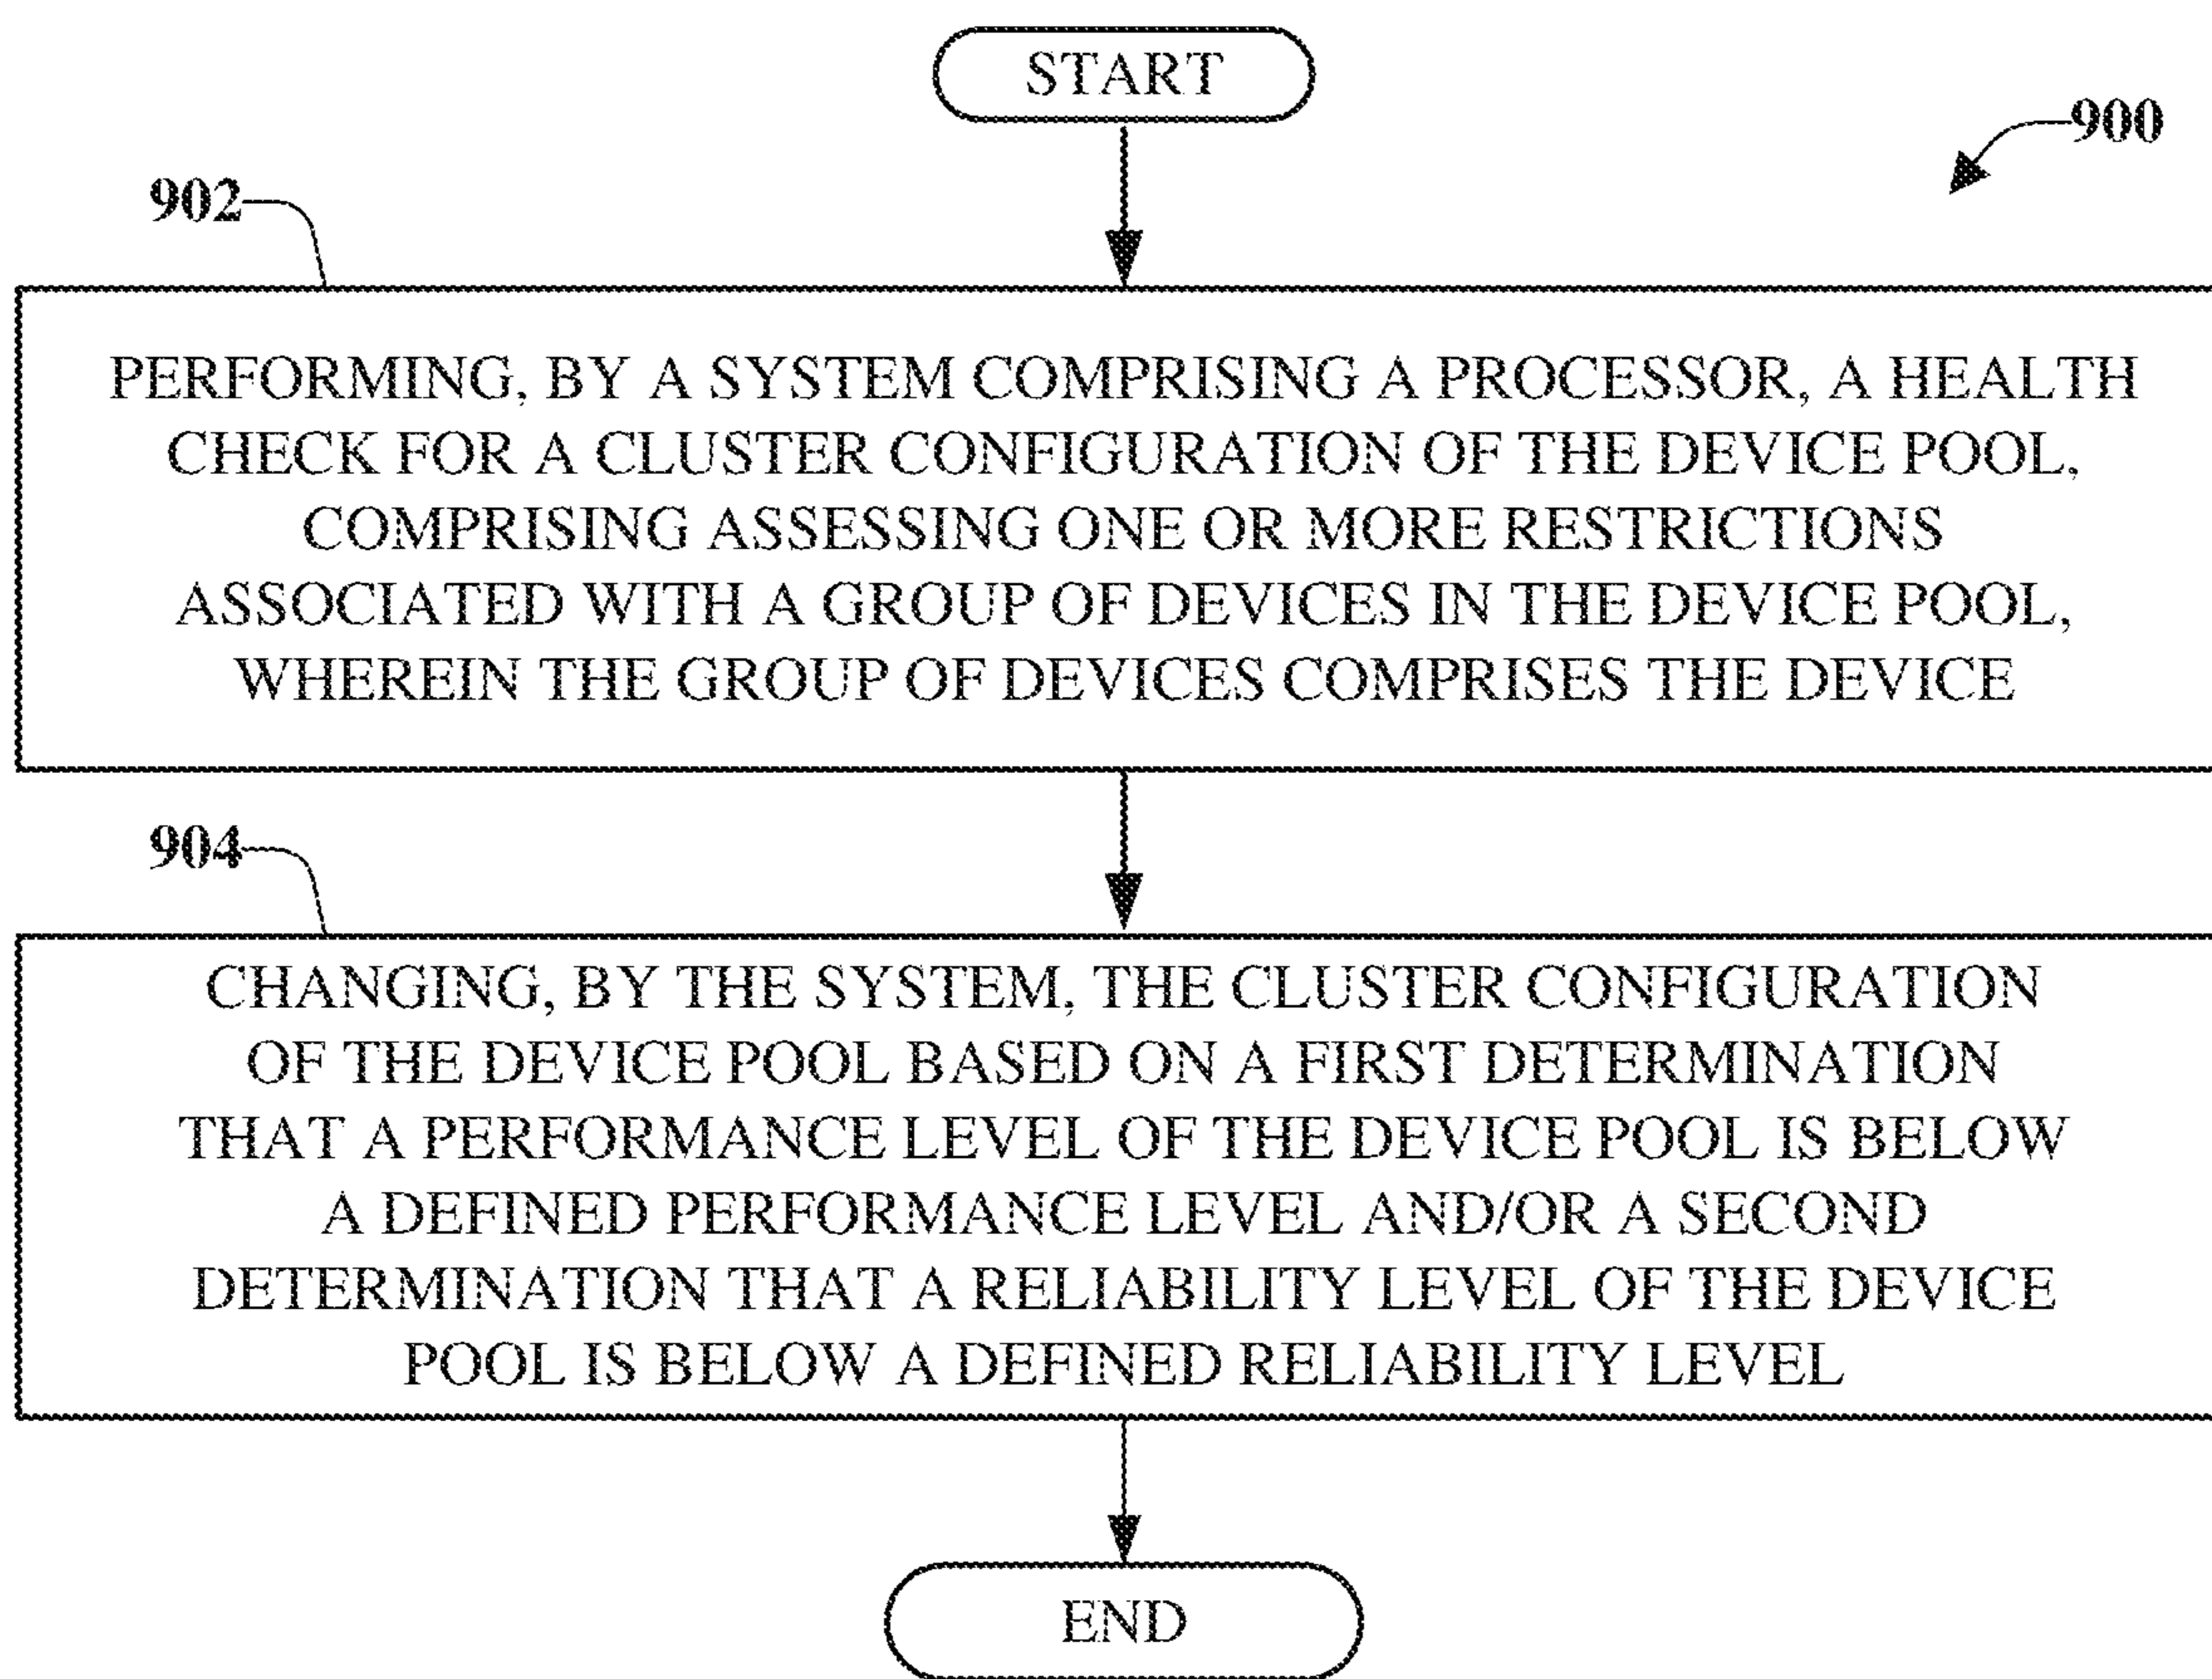 START
900
902
PERFORMING, BY A SYSTEM COMPRISING A PROCESSOR, A HEALTH
CHECK FOR A CLUSTER CONFIGURATION OF THE DEVICE POOL,
COMPRISING ASSESSING ONE OR MORE RESTRICTIONS
ASSOCIATED WITH A GROUP OF DEVICES IN THE DEVICE POOL,
WHEREIN THE GROUP OF DEVICES COMPRISES THE DEVICE
904
CHANGING, BY THE SYSTEM, THE CLUSTER CONFIGURATION
OF THE DEVICE POOL BASED ON A FIRST DETERMINATION
THAT A PERFORMANCE LEVEL OF THE DEVICE POOL IS BELOW
A DEFINED PERFORMANCE LEVEL AND/OR A SECOND
DETERMINATION THAT A RELIABILITY LEVEL OF THE DEVICE
POOL IS BELOW A DEFINED RELIABILITY LEVEL
END